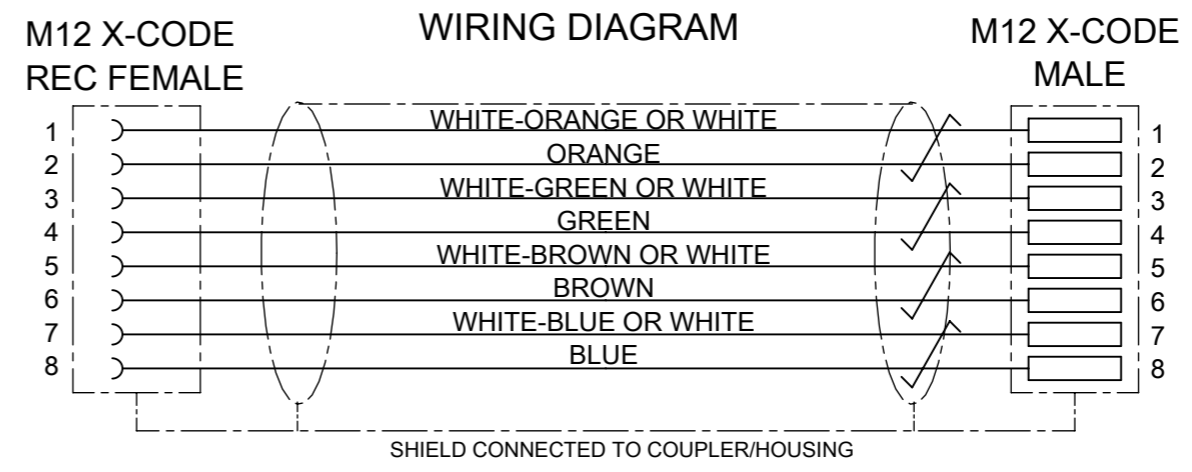 WIRING DIAGRAM
M12 X-CODE
REC FEMALE
M12 X-CODE
MALE
1 WHITE-ORANGE OR WHITE 1
2 ORANGE 2
3 WHITE-GREEN OR WHITE 3
4 GREEN 4
5 WHITE-BROWN OR WHITE 5
6 BROWN 6
7 WHITE-BLUE OR WHITE 7
8 BLUE 8
SHIELD CONNECTED TO COUPLER/HOUSING